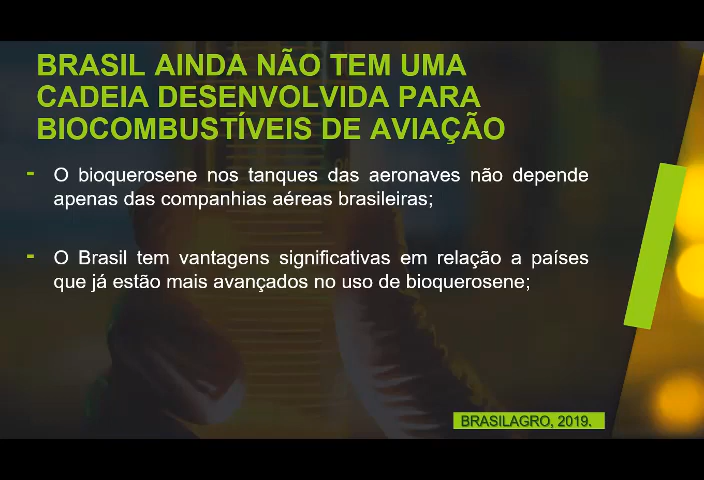 BRASIL AINDA NÃO TEM UMA
CADEIA DESENVOLVIDA PARA
BIOCOMBUSTÍVEIS DE AVIAÇÃO
- O bioquerosene nos tanques das aeronaves não depende
apenas das companhias aéreas brasileiras;
- O Brasil tem vantagens significativas em relação a países
que já estão mais avançados no uso de bioquerosene;
BRASILAGRO, 2019.